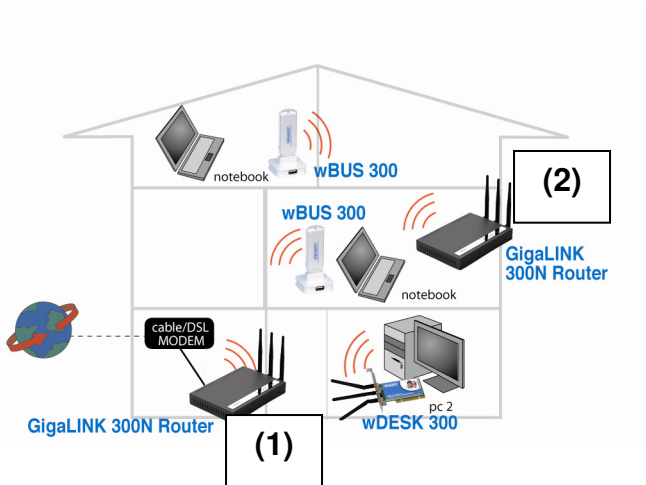 notebook
wBUS 300
(2)
wBUS 300
GigaLINK
300N Router
notebook
cable/DSL
MODEM
pc 2
wDESK 300
GigaLINK 300N Router
(1)